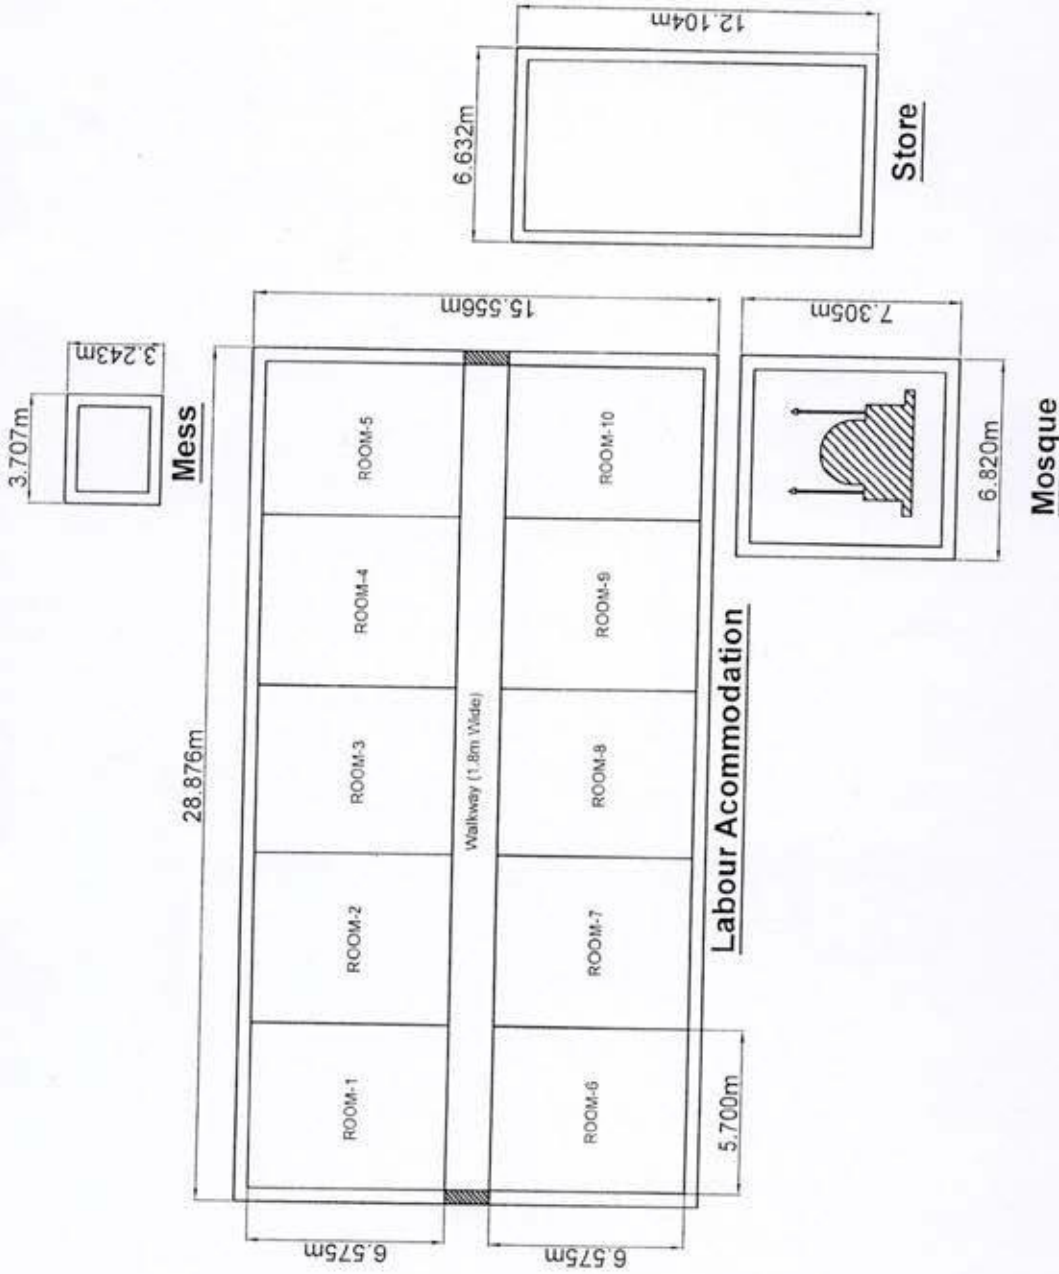 12.104m
6.632m
Store
3.243m
3.707m
Mess
15.556m
28.876m
7.305m
6.820m
Mosque
ROOM-1
ROOM-2
ROOM-3
ROOM-4
ROOM-5
Walkway (1.8m Wide)
ROOM-6
ROOM-7
ROOM-8
ROOM-9
ROOM-10
Labour Acommodation
5.700m
6.575m
6.575m